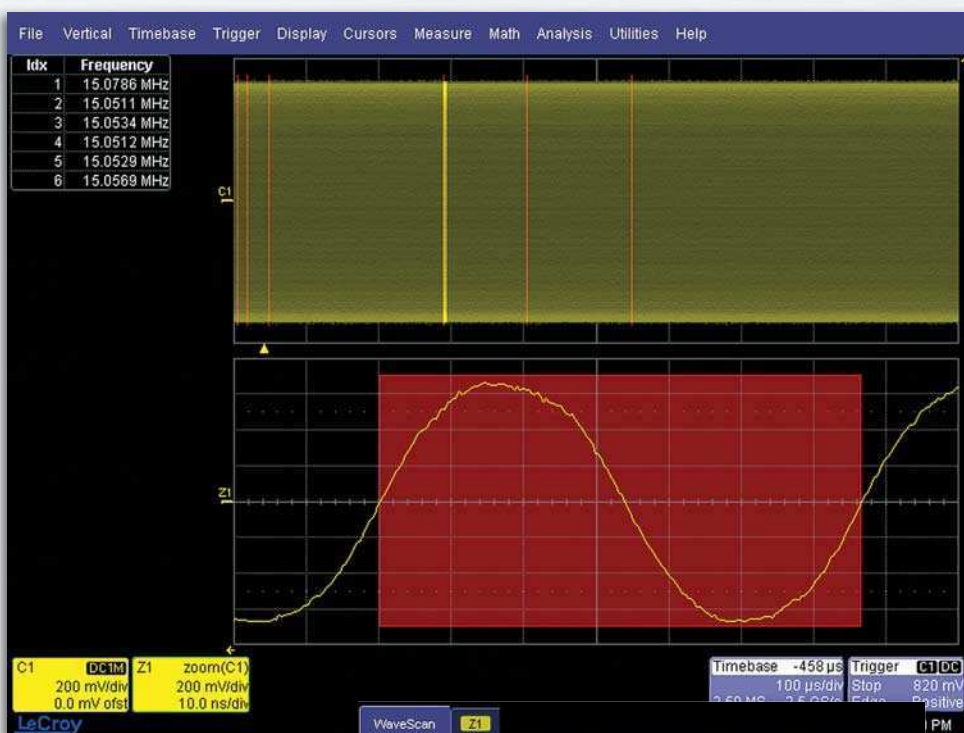 File Vertical Timebase Trigger Display Cursors Measure Math Analysis Utilities Help
Idx Frequency
1 15.0786 MHz
2 15.0511 MHz
3 15.0534 MHz
4 15.0512 MHz
5 15.0529 MHz
6 15.0569 MHz
C1
Z1
C1 DC1M
200 mV/div
0.0 mV ofst
Z1 zoom(C1)
200 mV/div
10.0 ns/div
Timebase -458 µs
100 µs/div
Trigger C1 DC
Stop 820 mV
Edge Positive
LeCroy
WaveScan Z1
PM